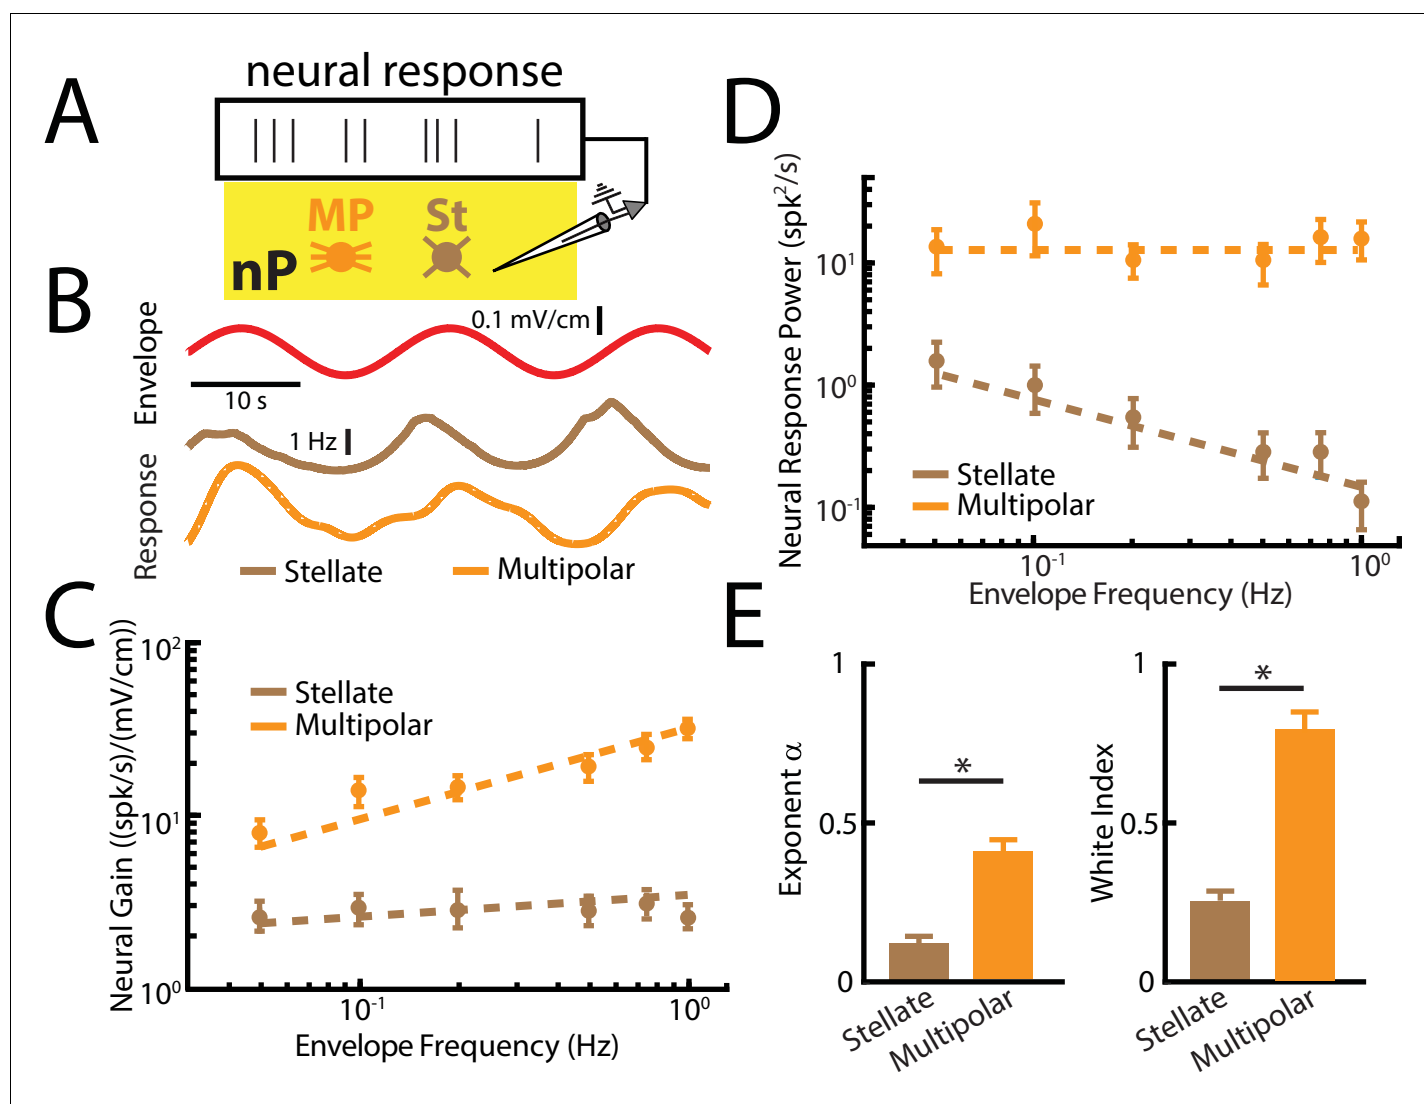 A
neural response
MP
St
nP
B
Envelope
0.1 mV/cm
10 s
Response
1 Hz
Stellate
Multipolar
C
Neural Gain ((spk/s)/(mV/cm))
10²
10¹
10⁰
Stellate
Multipolar
10⁻¹
10⁰
Envelope Frequency (Hz)
D
Neural Response Power (spk²/s)
10¹
10⁰
10⁻¹
Stellate
Multipolar
10⁻¹
10⁰
Envelope Frequency (Hz)
E
Exponent α
1
0.5
0
*
Stellate
Multipolar
White Index
1
0.5
0
*
Stellate
Multipolar